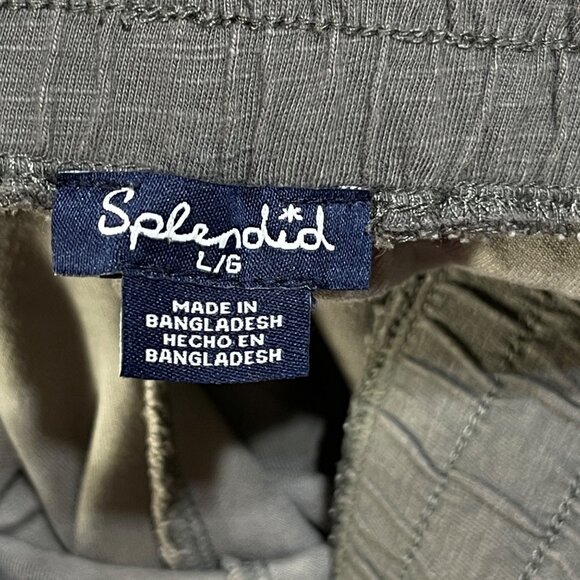 Splendid
L/G
MADE IN
BANGLADESH
HECHO EN
BANGLADESH